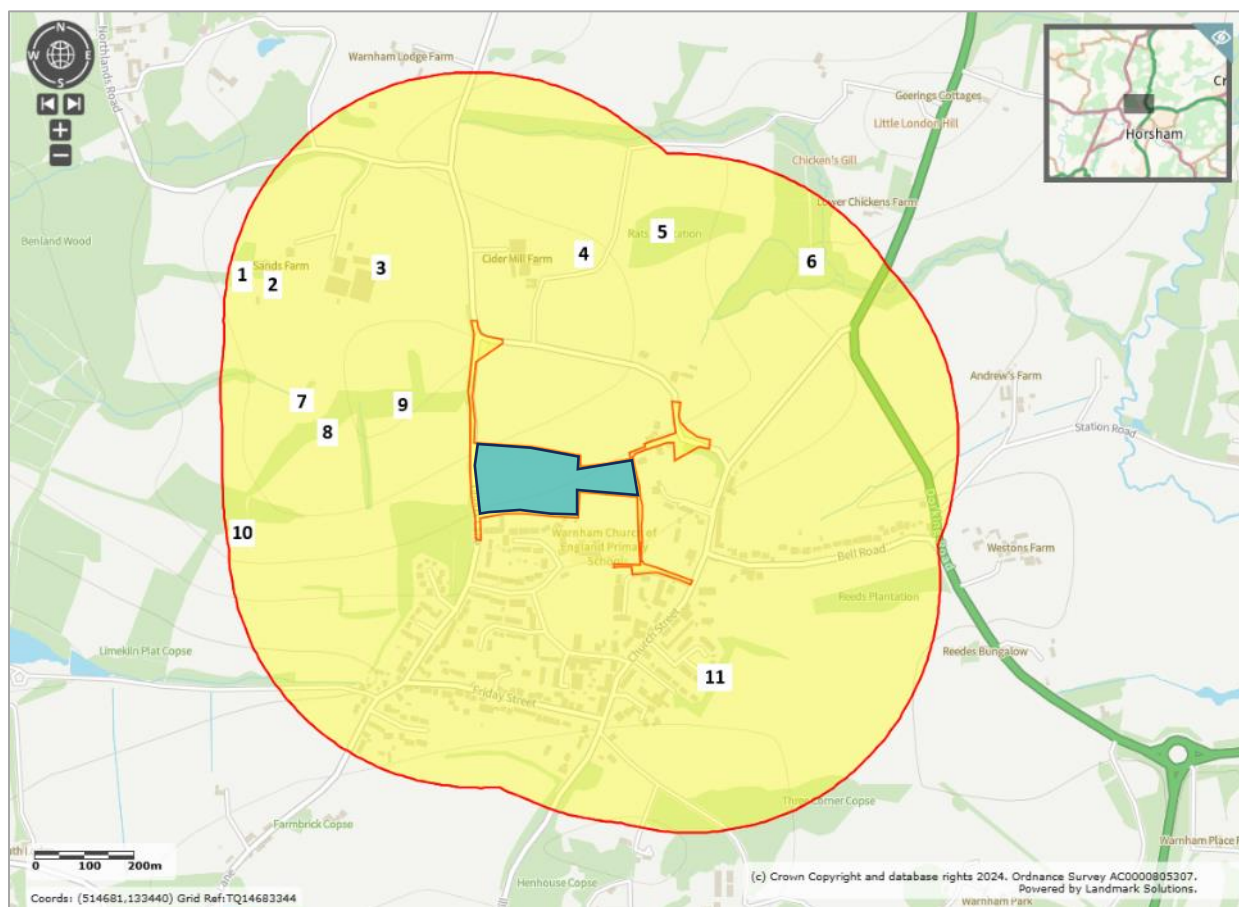 N
W
E
S
Northlands Road
Warnham Lodge Farm
Geerings Cottages
Little London Hill
Cr
Horsham
Chicken's Gill
Lower Chickens Farm
Benland Wood
1
Sands Farm
2
3
Cider Mill Farm
4
5
6
7
8
9
Andrew's Farm
Station Road
10
Warnham Church of
England Primary
School
Bell Road
Road
Westons Farm
Reeds Plantation
Limekiln Plat Copse
Church Street
Reedes Bungalow
11
Friday Street
Three Corner Copse
Farmbrick Copse
Warnham Place F
0 100 200m
Henhouse Copse
Warnham Park
(c) Crown Copyright and database rights 2024. Ordnance Survey AC0000805307.
Powered by Landmark Solutions.
Coords: (514681,133440) Grid Ref:TQ14683344